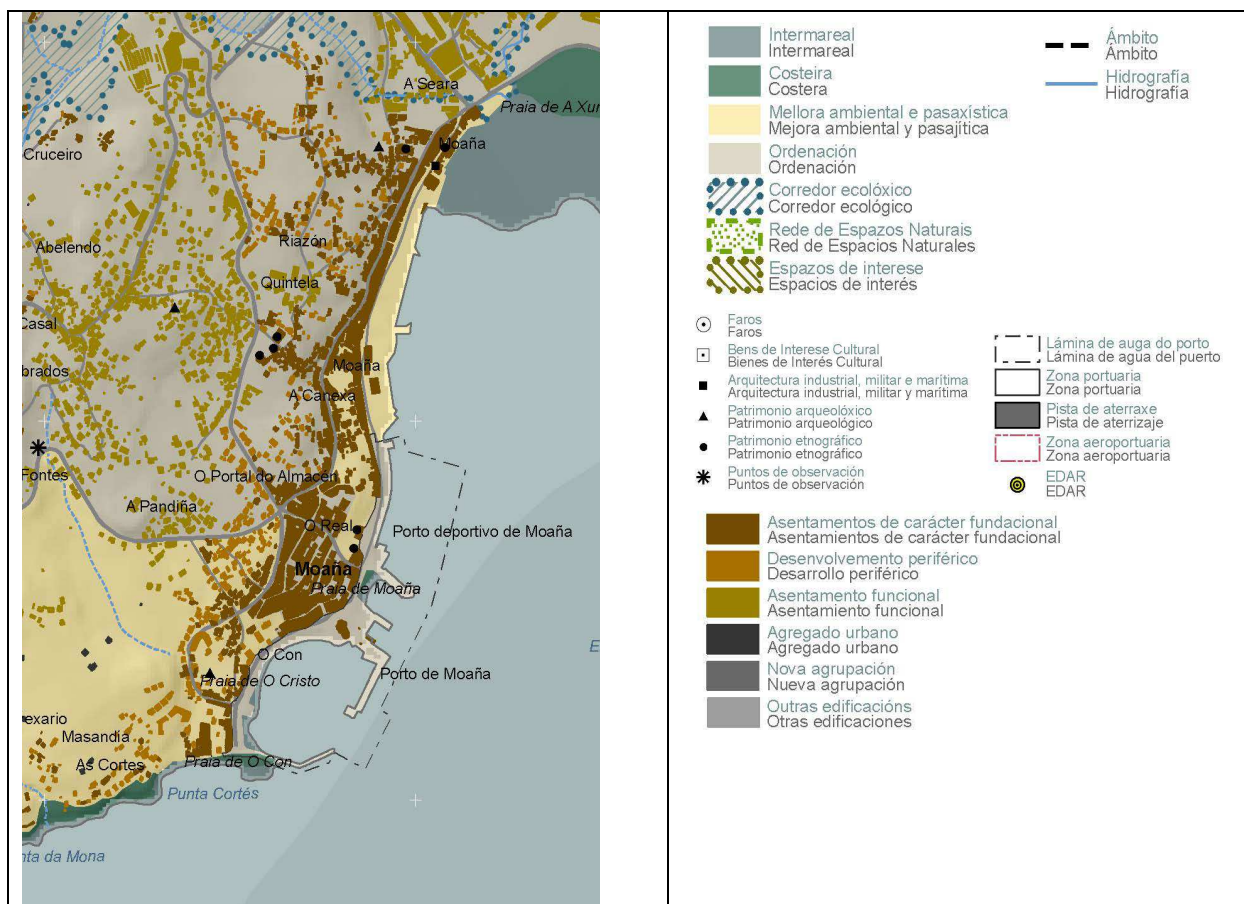 A Seara
Praia de A Xur
Moaña
Cruceiro
Riazón
Abelendo
Quintela
Casal
Moaña
brados
A Canexa
Fontes
O Portal do Almacén
A Pandiña
O Real
Porto deportivo de Moaña
Moaña
Praia de Moaña
E
O Con
Porto de Moaña
Praia de O Cristo
exario
Masandía
As Cortes
Praia de O Con
Punta Cortés
nta da Mona
Intermareal
Intermareal
Costeira
Costera
Mellora ambiental e pasaxística
Mejora ambiental y pasajítica
Ordenación
Ordenación
Corredor ecolóxico
Corredor ecológico
Rede de Espazos Naturais
Red de Espacios Naturales
Espazos de interese
Espacios de interés
Ámbito
Ámbito
Hidrografía
Hidrografía
Faros
Faros
Bens de Interese Cultural
Bienes de Interés Cultural
Arquitectura industrial, militar e marítima
Arquitectura industrial, militar y marítima
Patrimonio arqueolóxico
Patrimonio arqueológico
Patrimonio etnográfico
Patrimonio etnográfico
Puntos de observación
Puntos de observación
Lámina de auga do porto
Lámina de agua del puerto
Zona portuaria
Zona portuaria
Pista de aterraxe
Pista de aterrizaje
Zona aeroportuaria
Zona aeroportuaria
EDAR
EDAR
Asentamentos de carácter fundacional
Asentamientos de carácter fundacional
Desenvolvemento periférico
Desarrollo periférico
Asentamento funcional
Asentamiento funcional
Agregado urbano
Agregado urbano
Nova agrupación
Nueva agrupación
Outras edificacións
Otras edificaciones